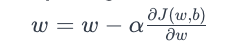 w = w − α ∂J(w,b)/∂w